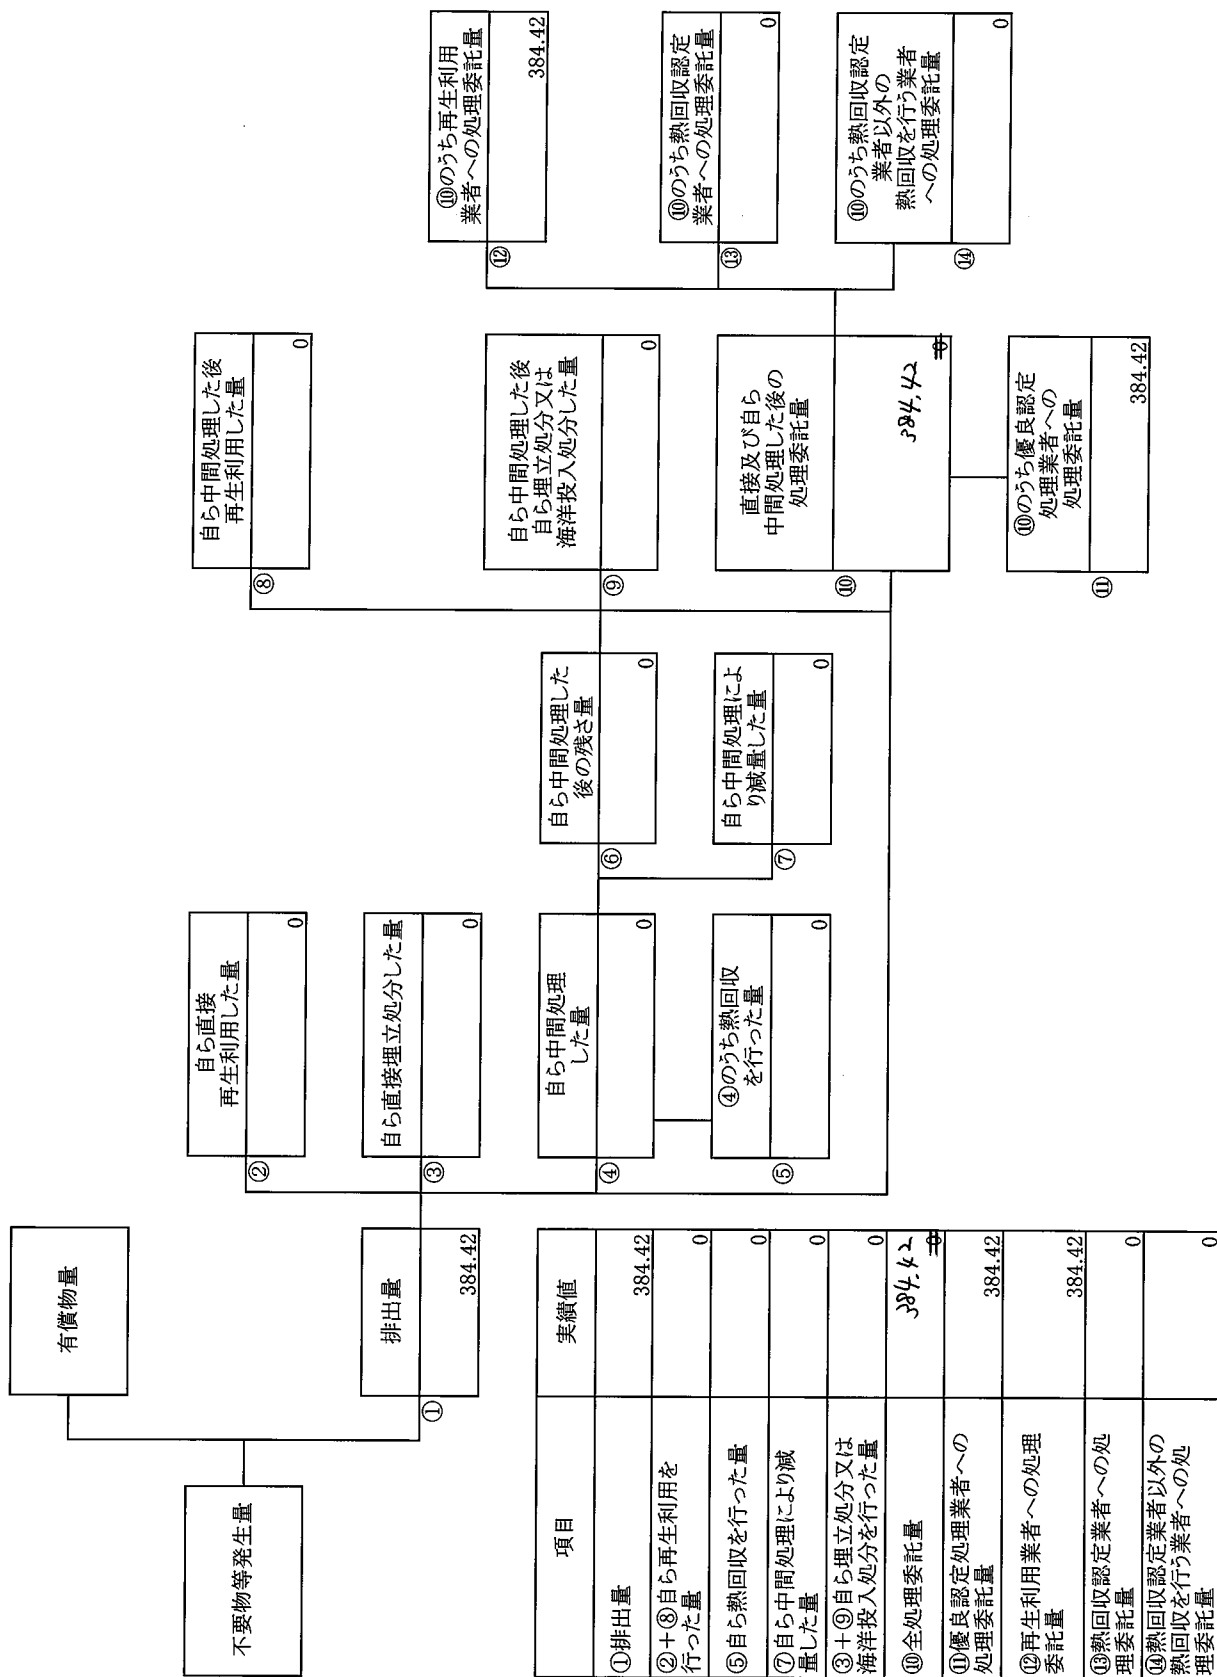 有償物量
不要物等発生量
排出量
①
384.42
自ら直接
再生利用した量
②
0
自ら直接埋立処分した量
③
0
自ら中間処理
した量
④
0
④のうち熱回収
を行った量
⑤
0
自ら中間処理した
後の残さ量
⑥
0
自ら中間処理によ
り減量した量
⑦
0
自ら中間処理した後
再生利用した量
⑧
0
自ら中間処理した後
自ら埋立処分又は
海洋投入処分した量
⑨
0
直接及び自ら
中間処理した後の
処理委託量
⑩
384.42
0
⑩のうち優良認定
処理業者への
処理委託量
⑪
384.42
⑩のうち再生利用
業者への処理委託量
⑫
384.42
⑩のうち熱回収認定
業者への処理委託量
⑬
0
⑩のうち熱回収認定
業者以外の
熱回収を行う業者
への処理委託量
⑭
0
項目 実績値
①排出量 384.42
②+⑧自ら再生利用を
行った量 0
⑤自ら熱回収を行った量 0
⑦自ら中間処理により減
量した量 0
③+⑨自ら埋立処分又は
海洋投入処分を行った量 0
⑩全処理委託量 384.42 0
⑪優良認定処理業者への
処理委託量 384.42
⑫再生利用業者への処理
委託量 384.42
⑬熱回収認定業者への処
理委託量 0
⑭熱回収認定業者以外の
熱回収を行う業者への処
理委託量 0